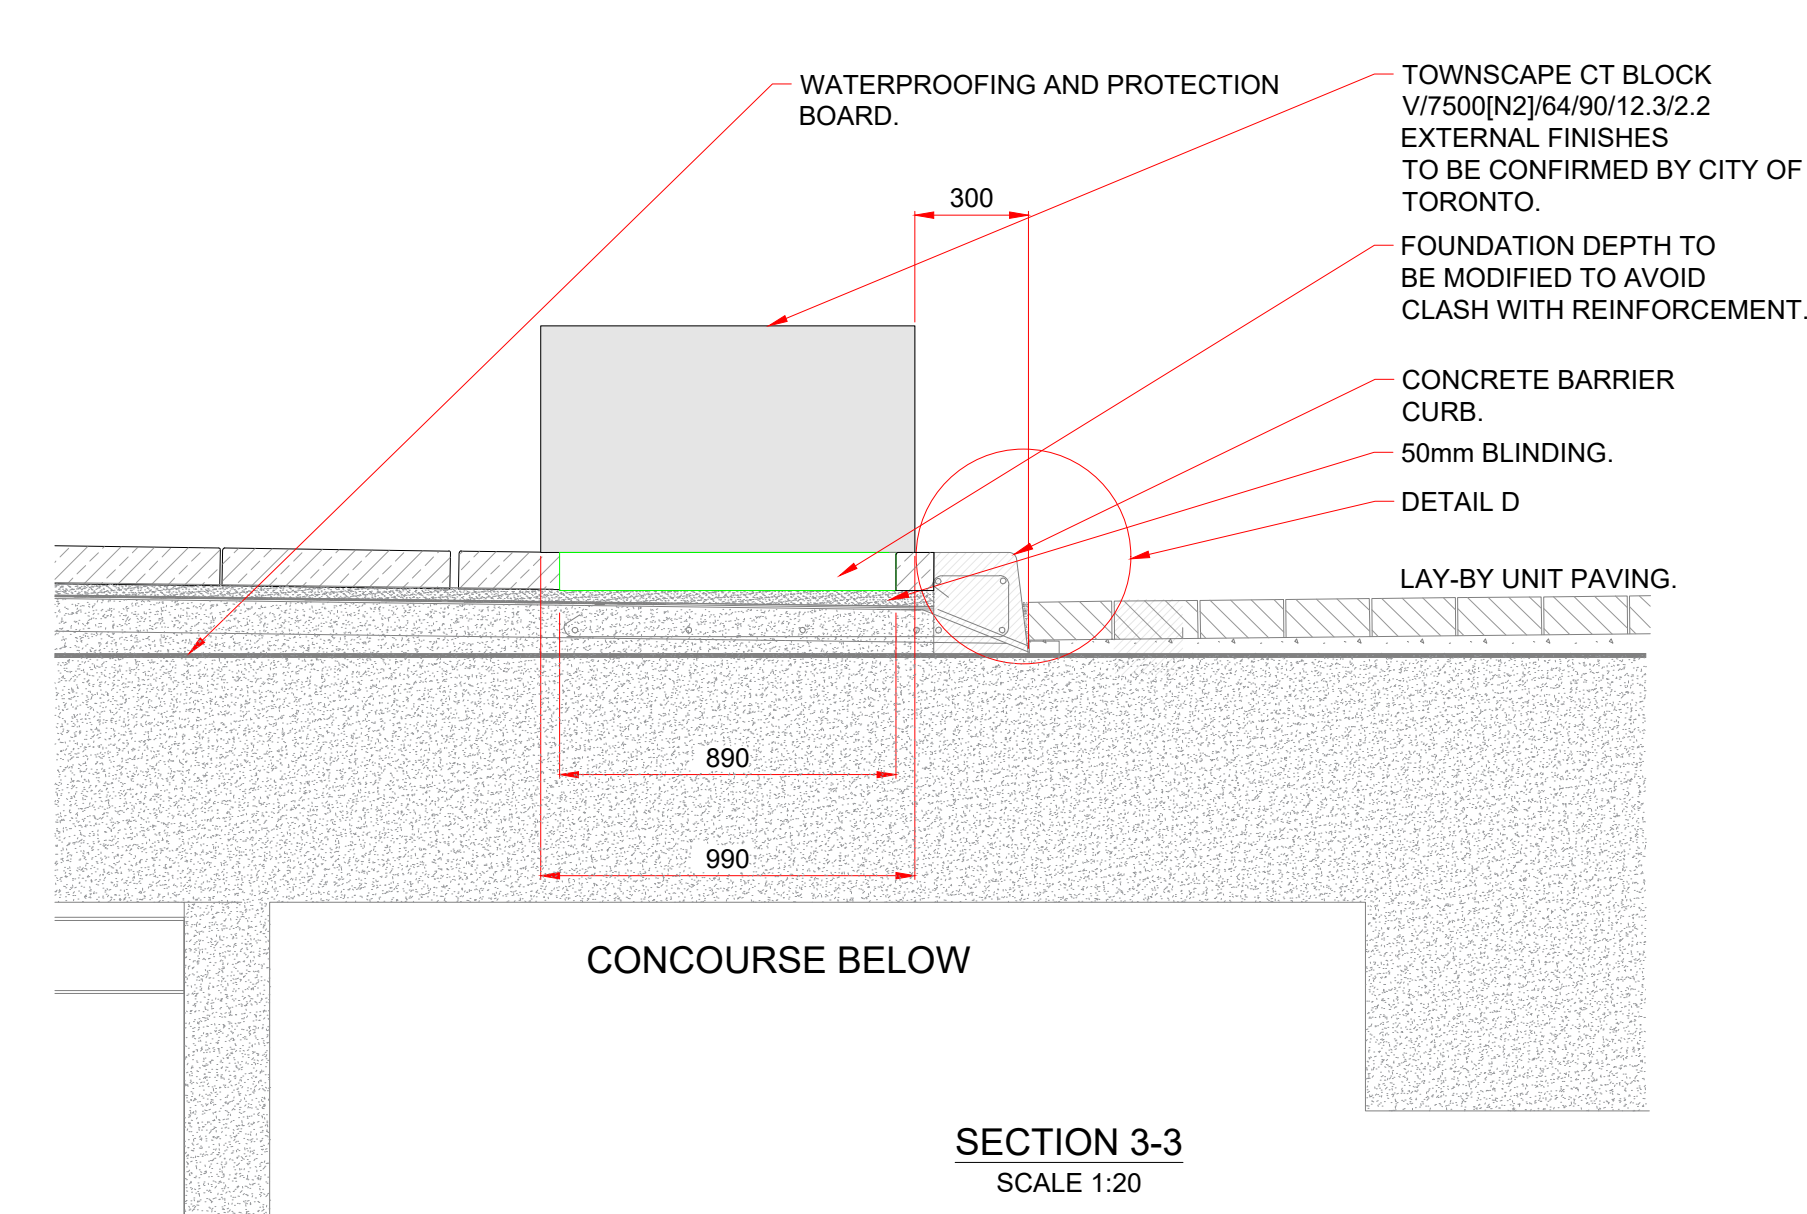 WATERPROOFING AND PROTECTION
BOARD.
TOWNSCAPE CT BLOCK
V/7500[N2]/64/90/12.3/2.2
EXTERNAL FINISHES
TO BE CONFIRMED BY CITY OF
TORONTO.
300
FOUNDATION DEPTH TO
BE MODIFIED TO AVOID
CLASH WITH REINFORCEMENT.
CONCRETE BARRIER
CURB.
50mm BLINDING.
DETAIL D
LAY-BY UNIT PAVING.
890
990
CONCOURSE BELOW
SECTION 3-3
SCALE 1:20